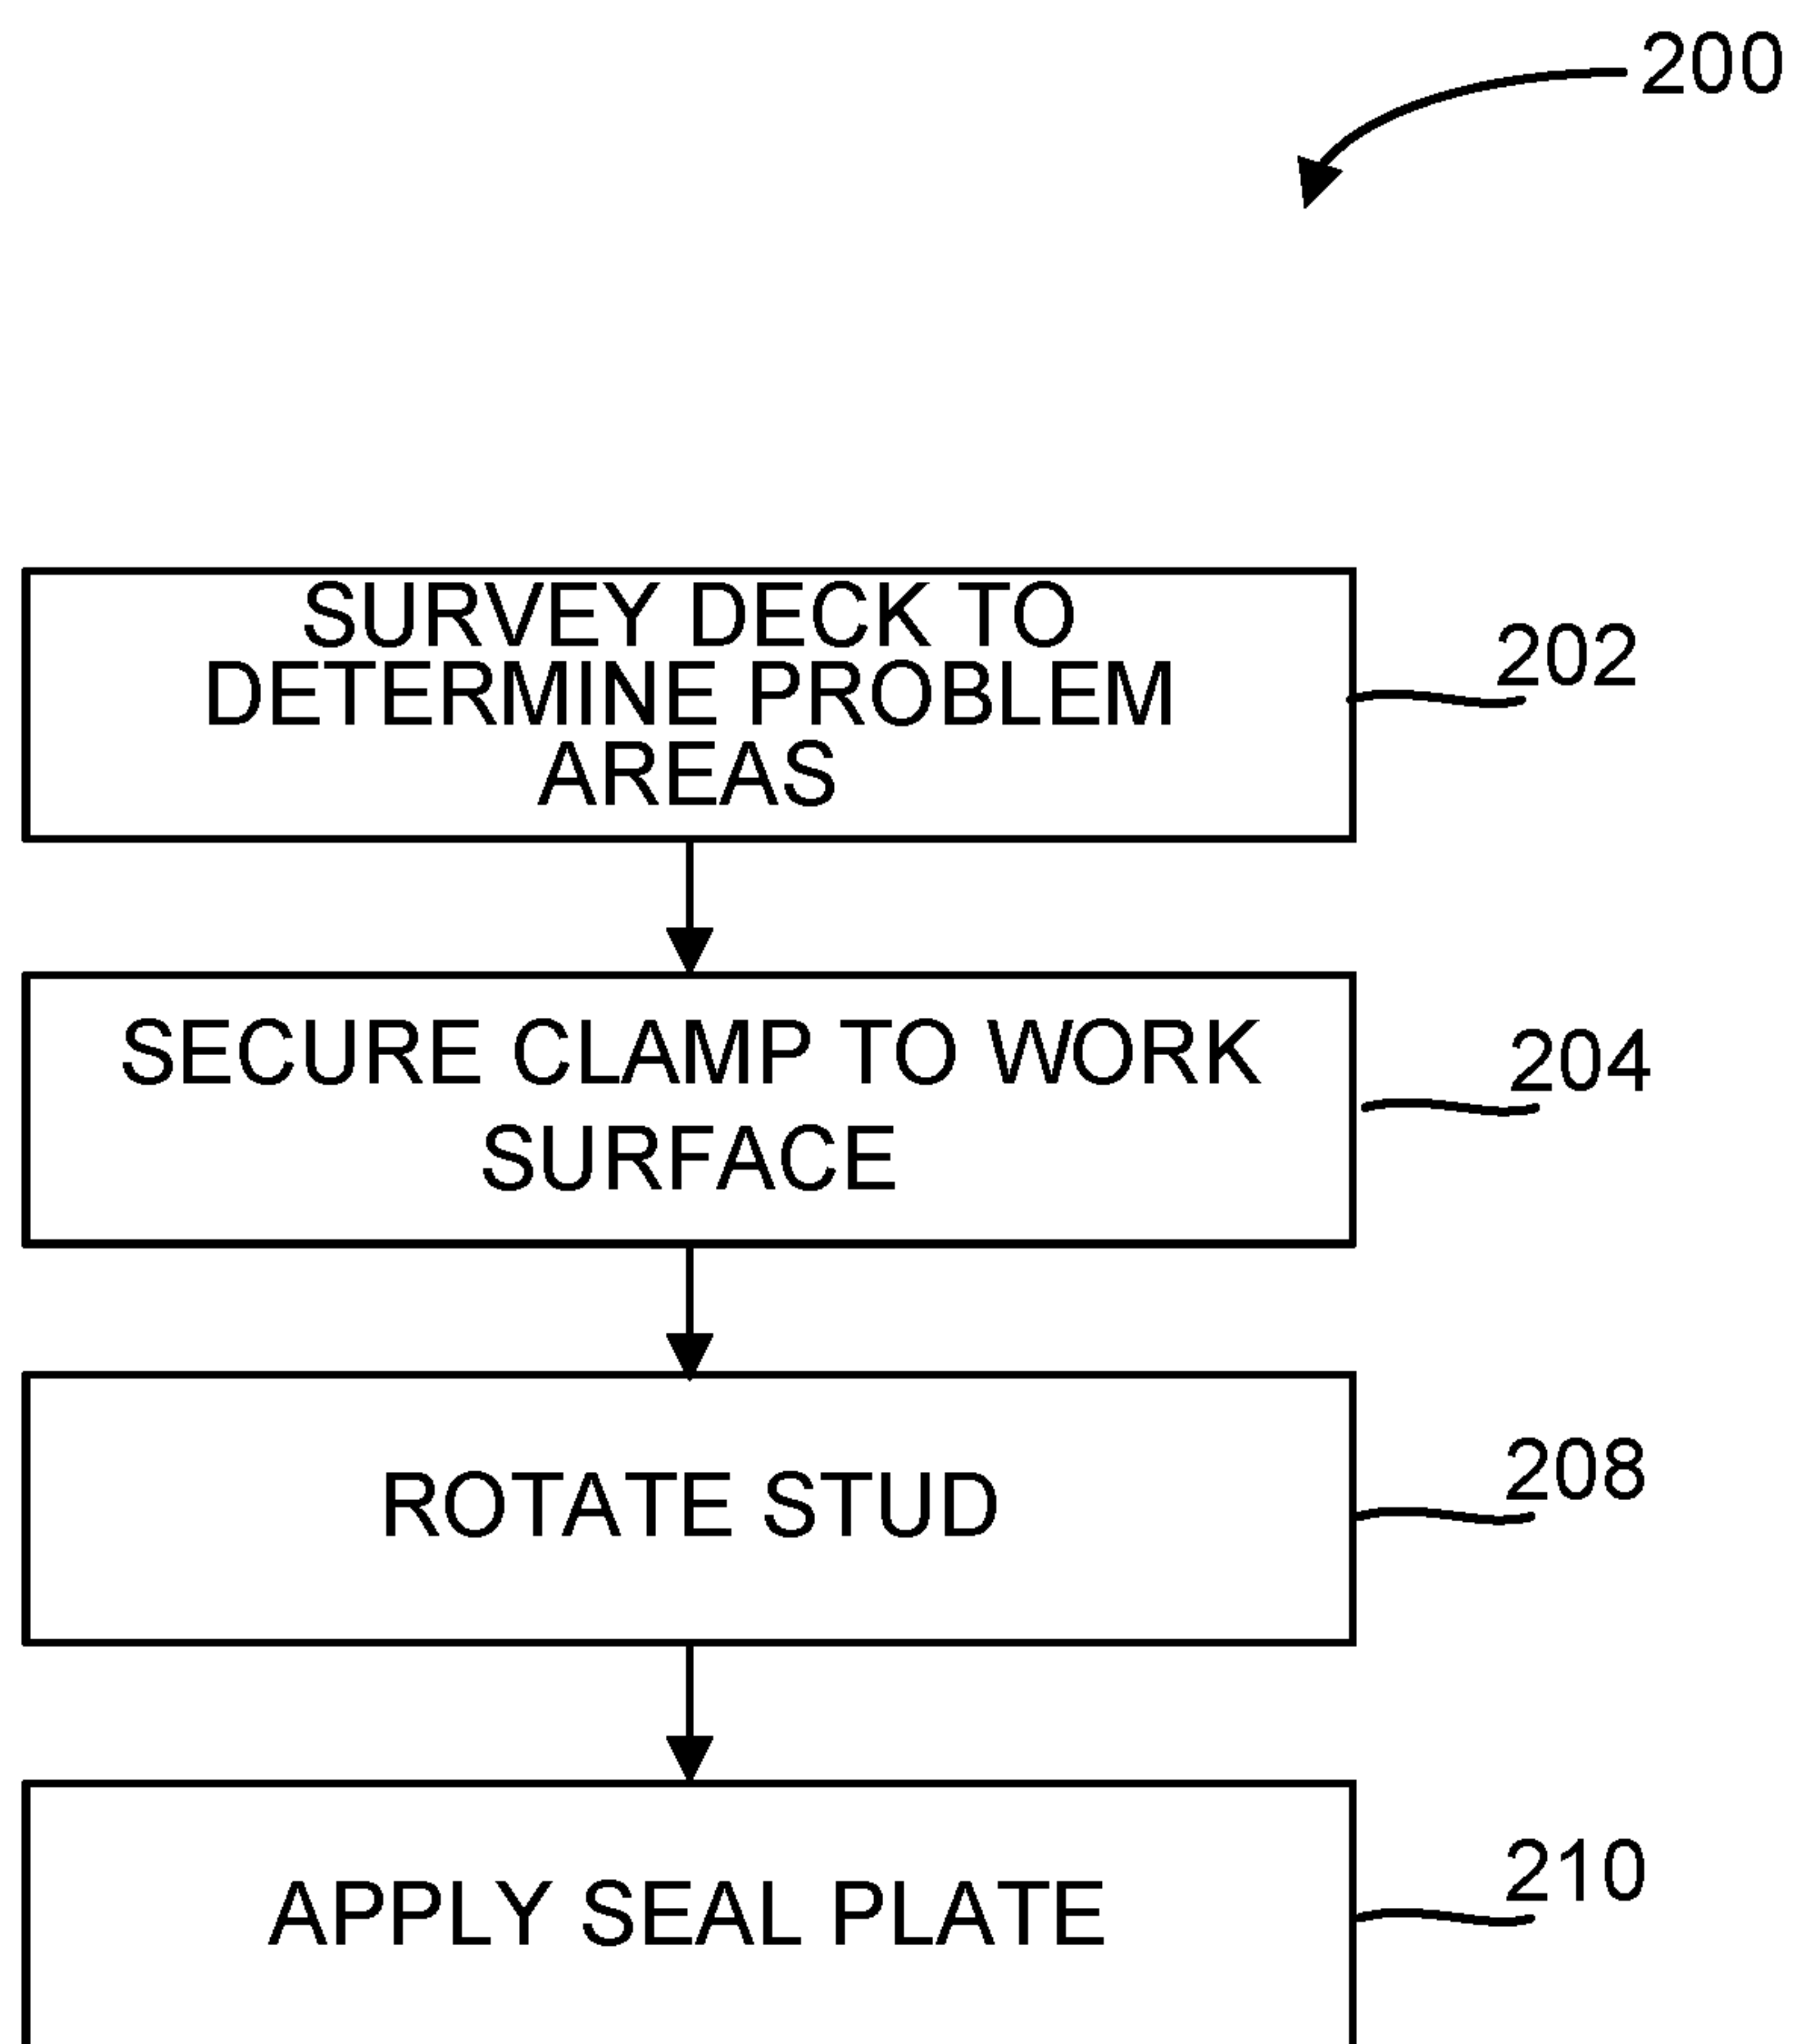 200
SURVEY DECK TO
DETERMINE PROBLEM
AREAS
202
SECURE CLAMP TO WORK
SURFACE
204
ROTATE STUD
208
APPLY SEAL PLATE
210